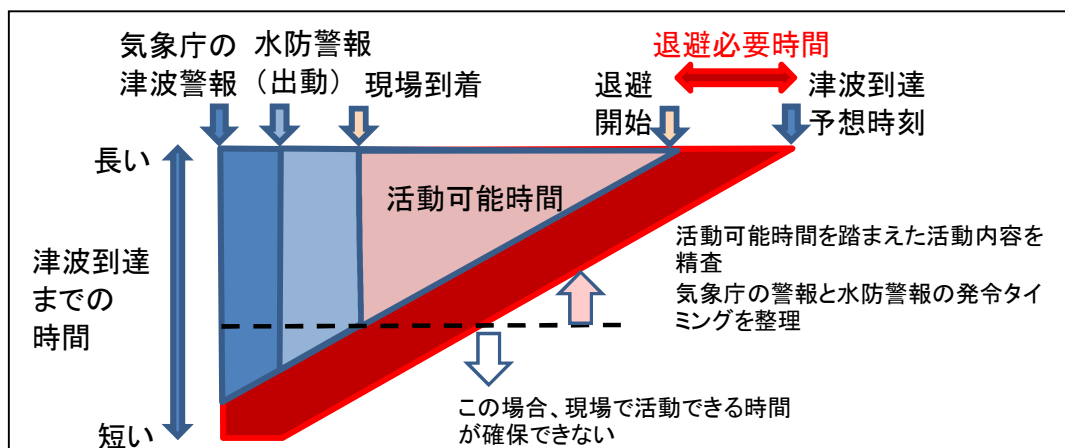 気象庁の
津波警報
水防警報
（出動）
現場到着
退避
開始
退避必要時間
津波到達
予想時刻
長い
津波到達
までの
時間
短い
活動可能時間
活動可能時間を踏まえた活動内容を
精査
気象庁の警報と水防警報の発令タイ
ミングを整理
この場合、現場で活動できる時間
が確保できない